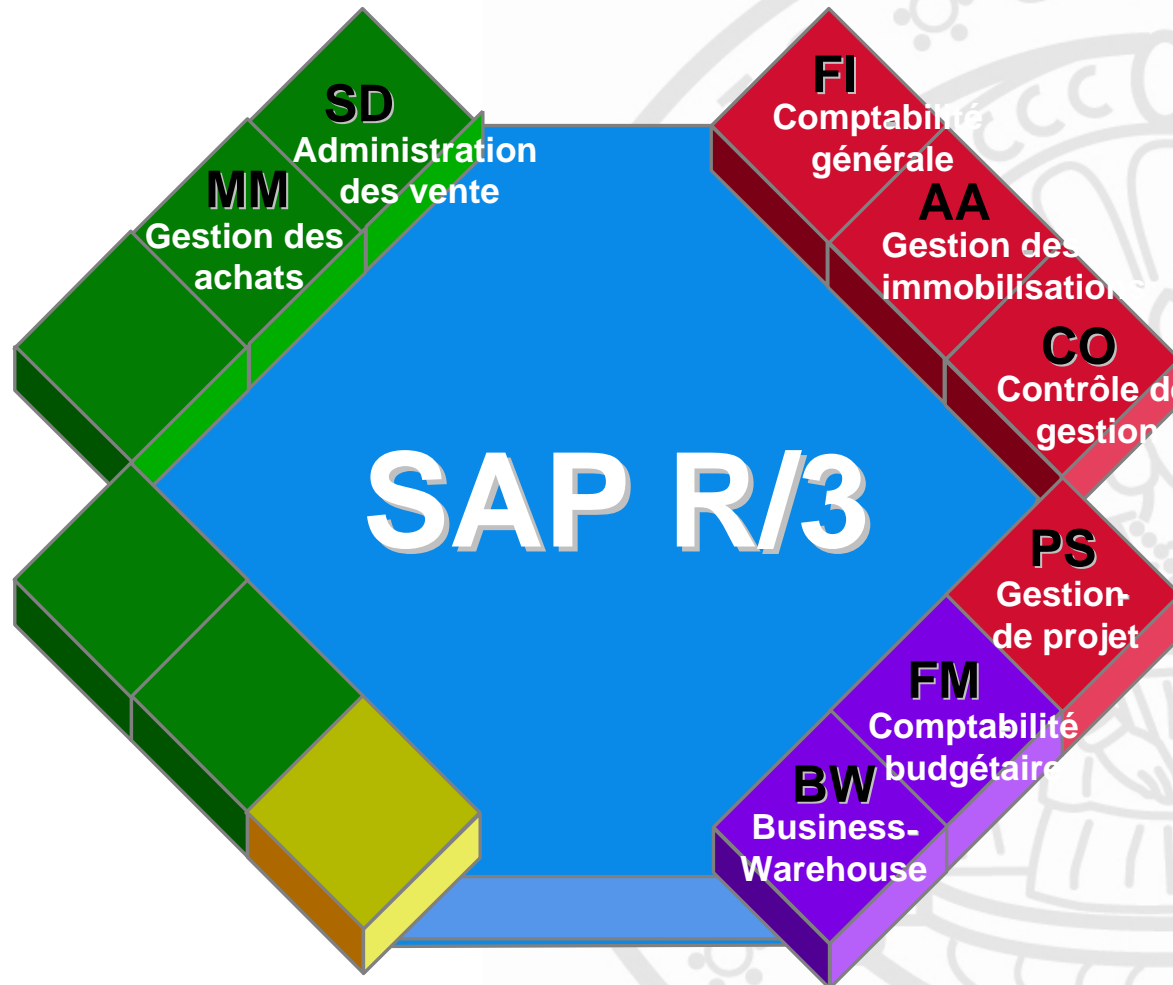 SD
Administration
des vente
MM
Gestion des
achats
FI
Comptabilité
générale
AA
Gestion des
immobilisations
CO
Contrôle de
gestion
SAP R/3
PS
Gestion-
de projet
FM
Comptabilité
budgétaire
BW
Business-
Warehouse